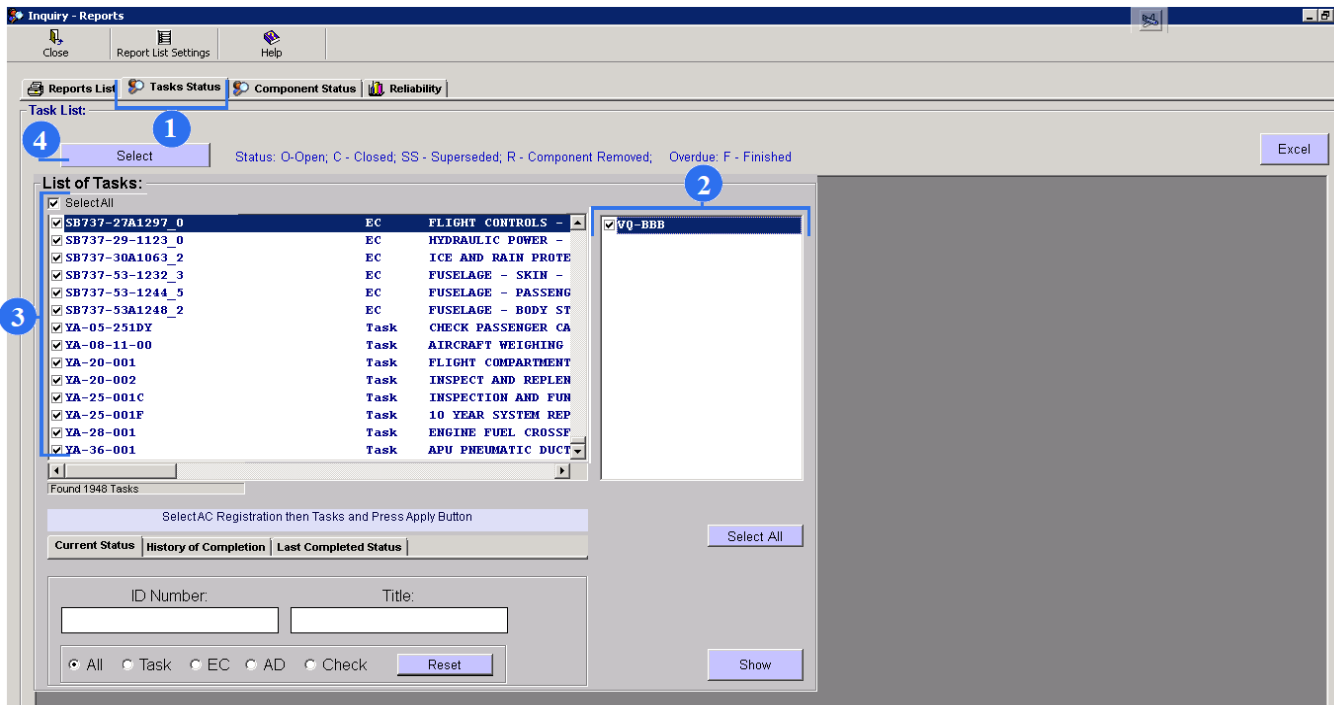 Inquiry - Reports
Close Report List Settings Help
Reports List Tasks Status Component Status Reliability
Task List:
1
4
Select Status: O-Open; C - Closed; SS - Superseded; R - Component Removed; Overdue: F - Finished Excel
List of Tasks:
2
SelectAll
SB737-27A1297_0 EC FLIGHT CONTROLS - VQ-BBB
SB737-29-1123_0 EC HYDRAULIC POWER -
SB737-30A1063_2 EC ICE AND RAIN PROTE
SB737-53-1232_3 EC FUSELAGE - SKIN -
SB737-53-1244_5 EC FUSELAGE - PASSENG
SB737-53A1248_2 EC FUSELAGE - BODY ST
3
YA-05-251DY Task CHECK PASSENGER CA
YA-08-11-00 Task AIRCRAFT WEIGHING
YA-20-001 Task FLIGHT COMPARTMENT
YA-20-002 Task INSPECT AND REPLEN
YA-25-001C Task INSPECTION AND FUN
YA-25-001F Task 10 YEAR SYSTEM REP
YA-28-001 Task ENGINE FUEL CROSSF
YA-36-001 Task APU PNEUMATIC DUCT
Found 1948 Tasks
SelectAC Registration then Tasks and Press Apply Button
Select All
Current Status History of Completion Last Completed Status
ID Number: Title:
All Task EC AD Check Reset Show